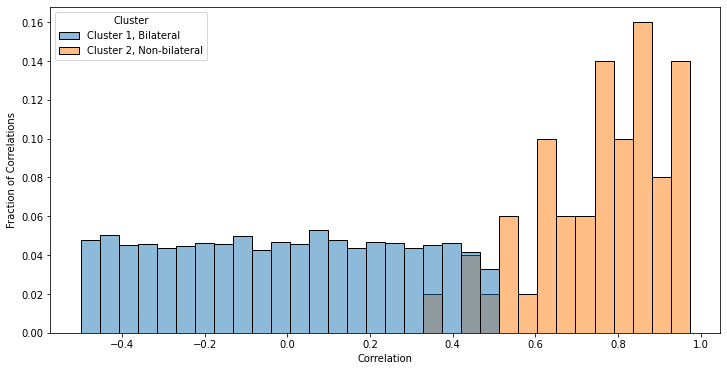 Cluster
Cluster 1, Bilateral
Cluster 2, Non-bilateral
Fraction of Correlations
0.16
0.14
0.12
0.10
0.08
0.06
0.04
0.02
0.00
−0.4 −0.2 0.0 0.2 0.4 0.6 0.8 1.0
Correlation